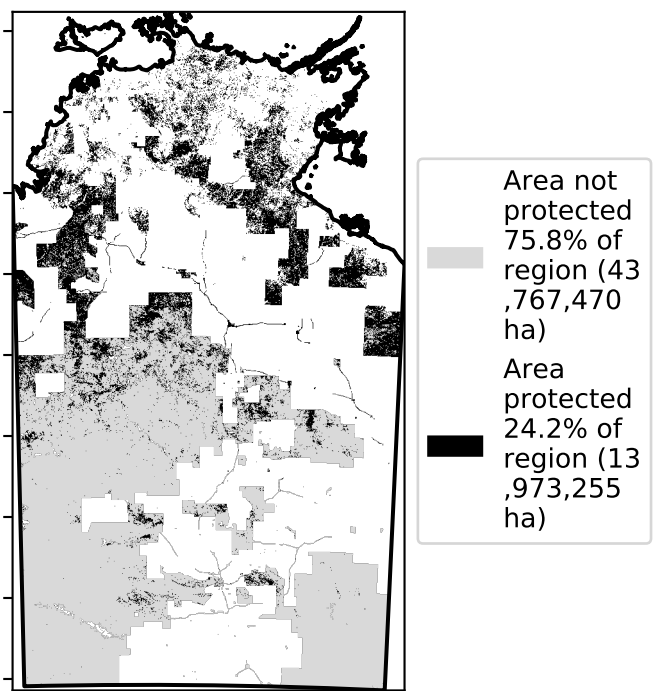 Area not
protected
75.8% of
region (43
,767,470
ha)
Area
protected
24.2% of
region (13
,973,255
ha)